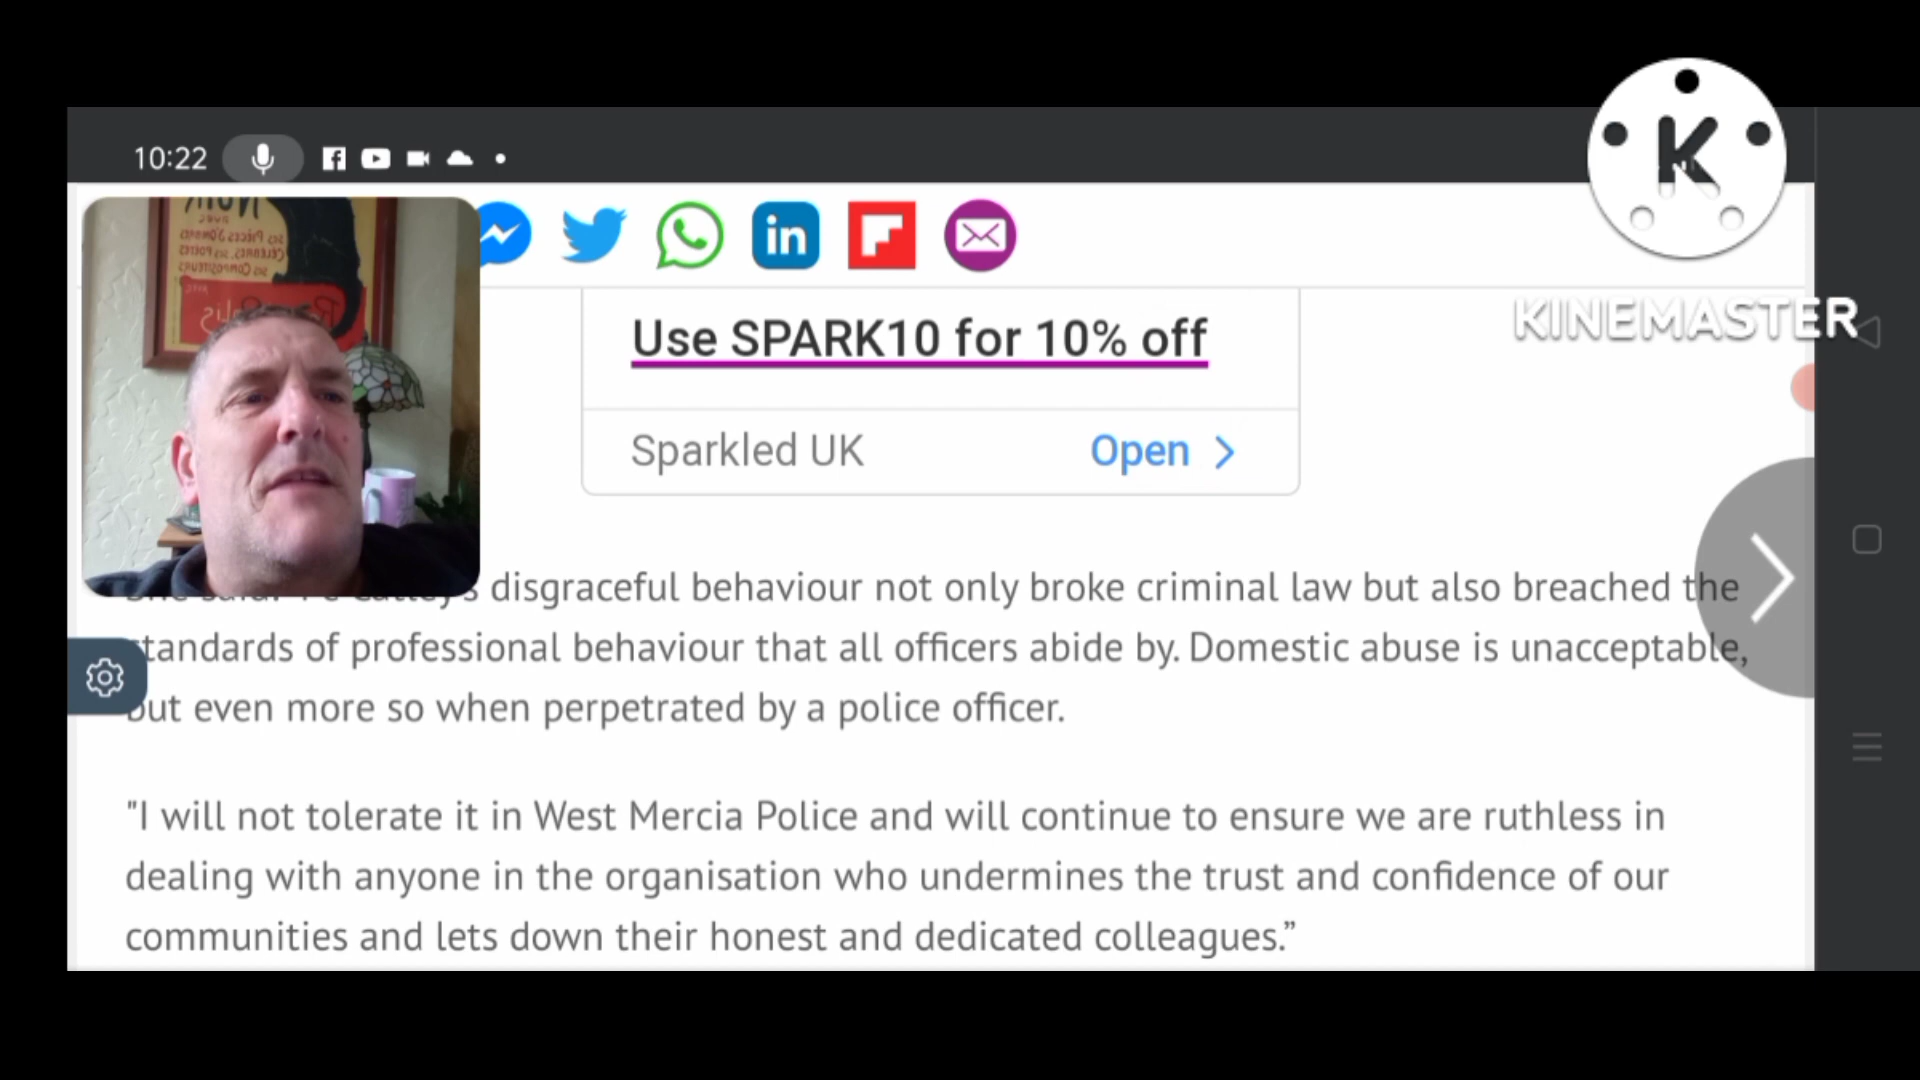 10:22
K
KINEMASTER
in
Use SPARK10 for 10% off
Sparkled UK
Open
disgraceful behaviour not only broke criminal law but also breached the
standards of professional behaviour that all officers abide by. Domestic abuse is unacceptable,
but even more so when perpetrated by a police officer.
"I will not tolerate it in West Mercia Police and will continue to ensure we are ruthless in
dealing with anyone in the organisation who undermines the trust and confidence of our
communities and lets down their honest and dedicated colleagues.”